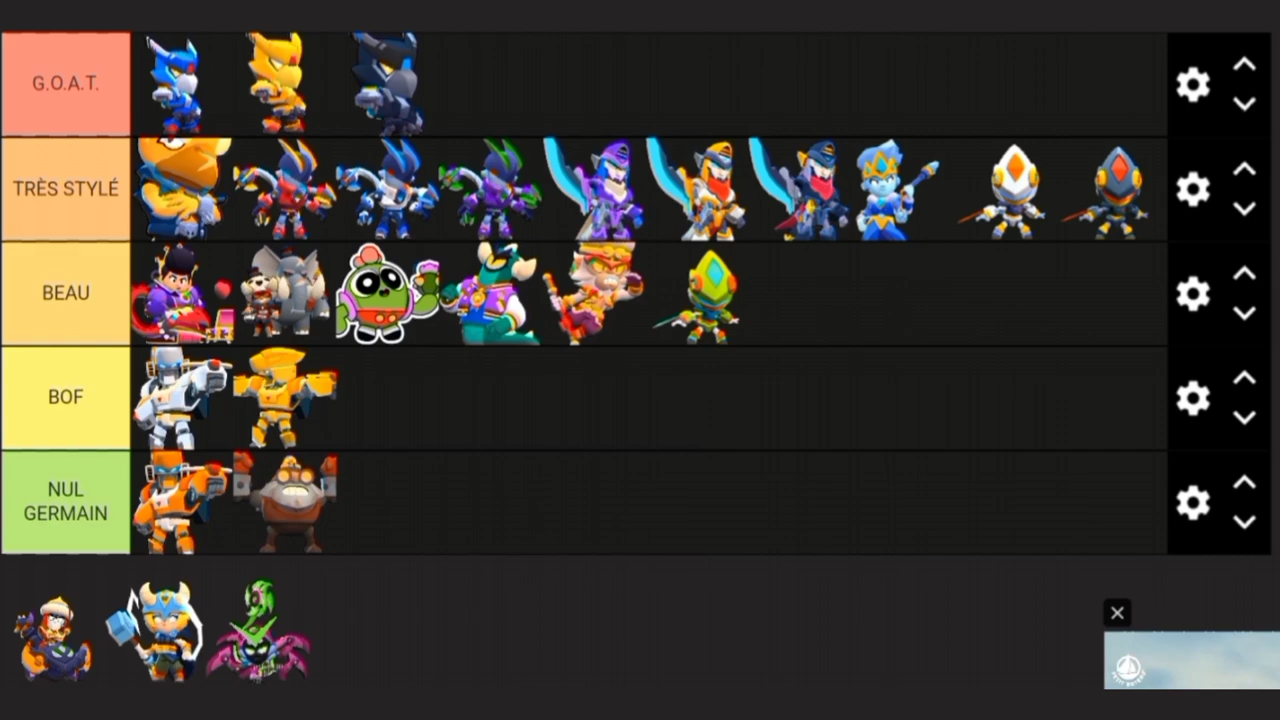 G.O.A.T.
TRÈS STYLÉ
BEAU
BOF
NUL
GERMAIN